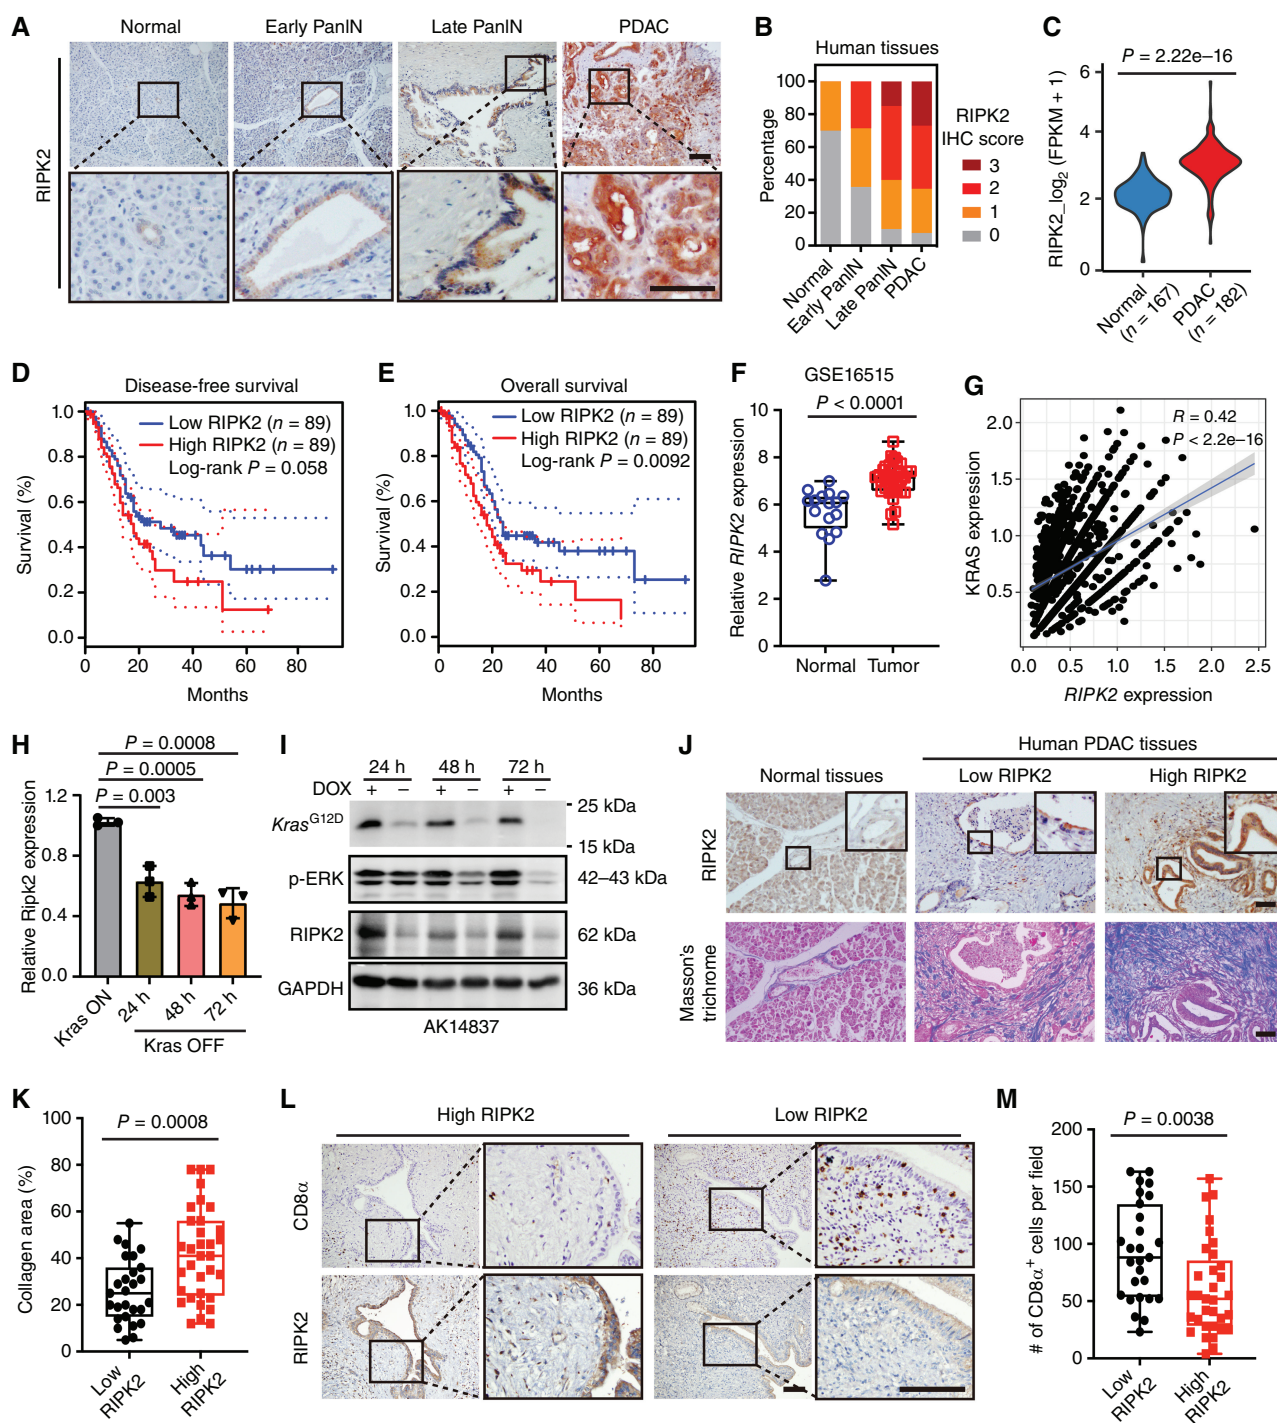 A
Normal
Early PanIN
Late PanIN
PDAC
RIPK2
B
Human tissues
Percentage
100
80
60
40
20
0
Normal
Early PanIN
Late PanIN
PDAC
RIPK2
IHC score
3
2
1
0
C
P = 2.22e−16
RIPK2_log2 (FPKM + 1)
6
4
2
0
Normal
(n = 167)
PDAC
(n = 182)
D
Disease-free survival
Low RIPK2 (n = 89)
High RIPK2 (n = 89)
Log-rank P = 0.058
Survival (%)
1.0
0.8
0.6
0.4
0.2
0.0
0 20 40 60 80
Months
E
Overall survival
Low RIPK2 (n = 89)
High RIPK2 (n = 89)
Log-rank P = 0.0092
Survival (%)
1.0
0.8
0.6
0.4
0.2
0.0
0 20 40 60 80
Months
F
GSE16515
P < 0.0001
Relative RIPK2 expression
10
8
6
4
2
0
Normal Tumor
G
R = 0.42
P < 2.2e−16
KRAS expression
2.0
1.5
1.0
0.5
0.0 0.5 1.0 1.5 2.0 2.5
RIPK2 expression
H
P = 0.0008
P = 0.0005
P = 0.003
Relative Ripk2 expression
1.2
0.8
0.4
0.0
Kras ON
24 h
48 h
72 h
Kras OFF
I
24 h 48 h 72 h
DOX + − + − + −
KrasG12D
25 kDa
15 kDa
p-ERK
42–43 kDa
RIPK2
62 kDa
GAPDH
36 kDa
AK14837
J
Human PDAC tissues
Normal tissues
Low RIPK2
High RIPK2
RIPK2
Masson's
trichrome
K
P = 0.0008
Collagen area (%)
100
80
60
40
20
0
Low
RIPK2
High
RIPK2
L
High RIPK2
Low RIPK2
CD8α
RIPK2
M
P = 0.0038
# of CD8α+ cells per field
200
150
100
50
0
Low
RIPK2
High
RIPK2